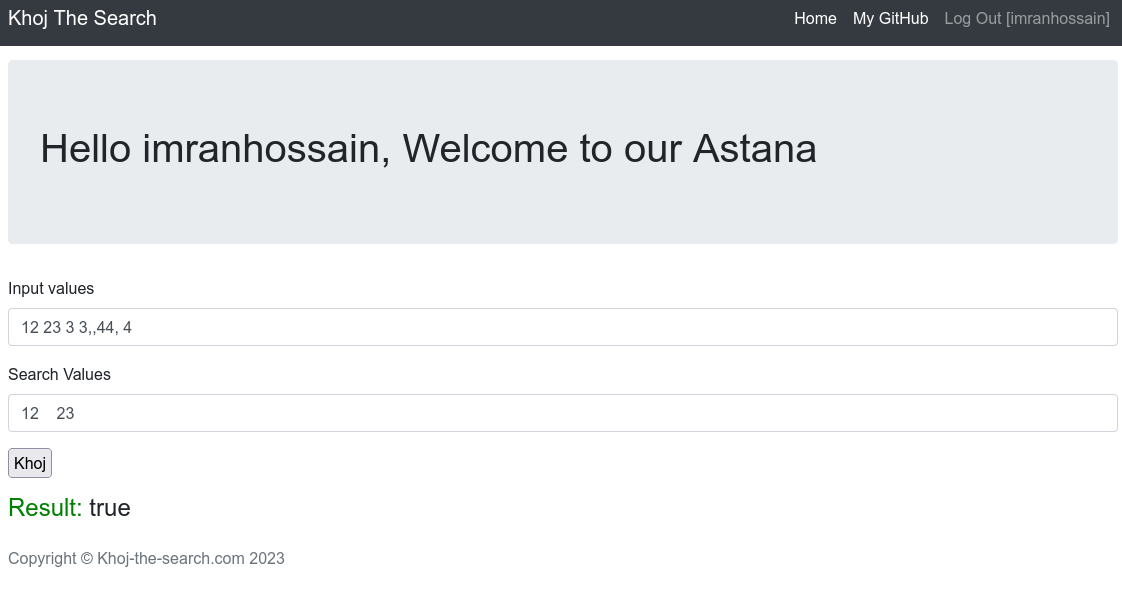 Khoj The Search
Home My GitHub Log Out [imranhossain]
Hello imranhossain, Welcome to our Astana
Input values
12 23 3 3,,44, 4
Search Values
12    23
Khoj
Result: true
Copyright © Khoj-the-search.com 2023